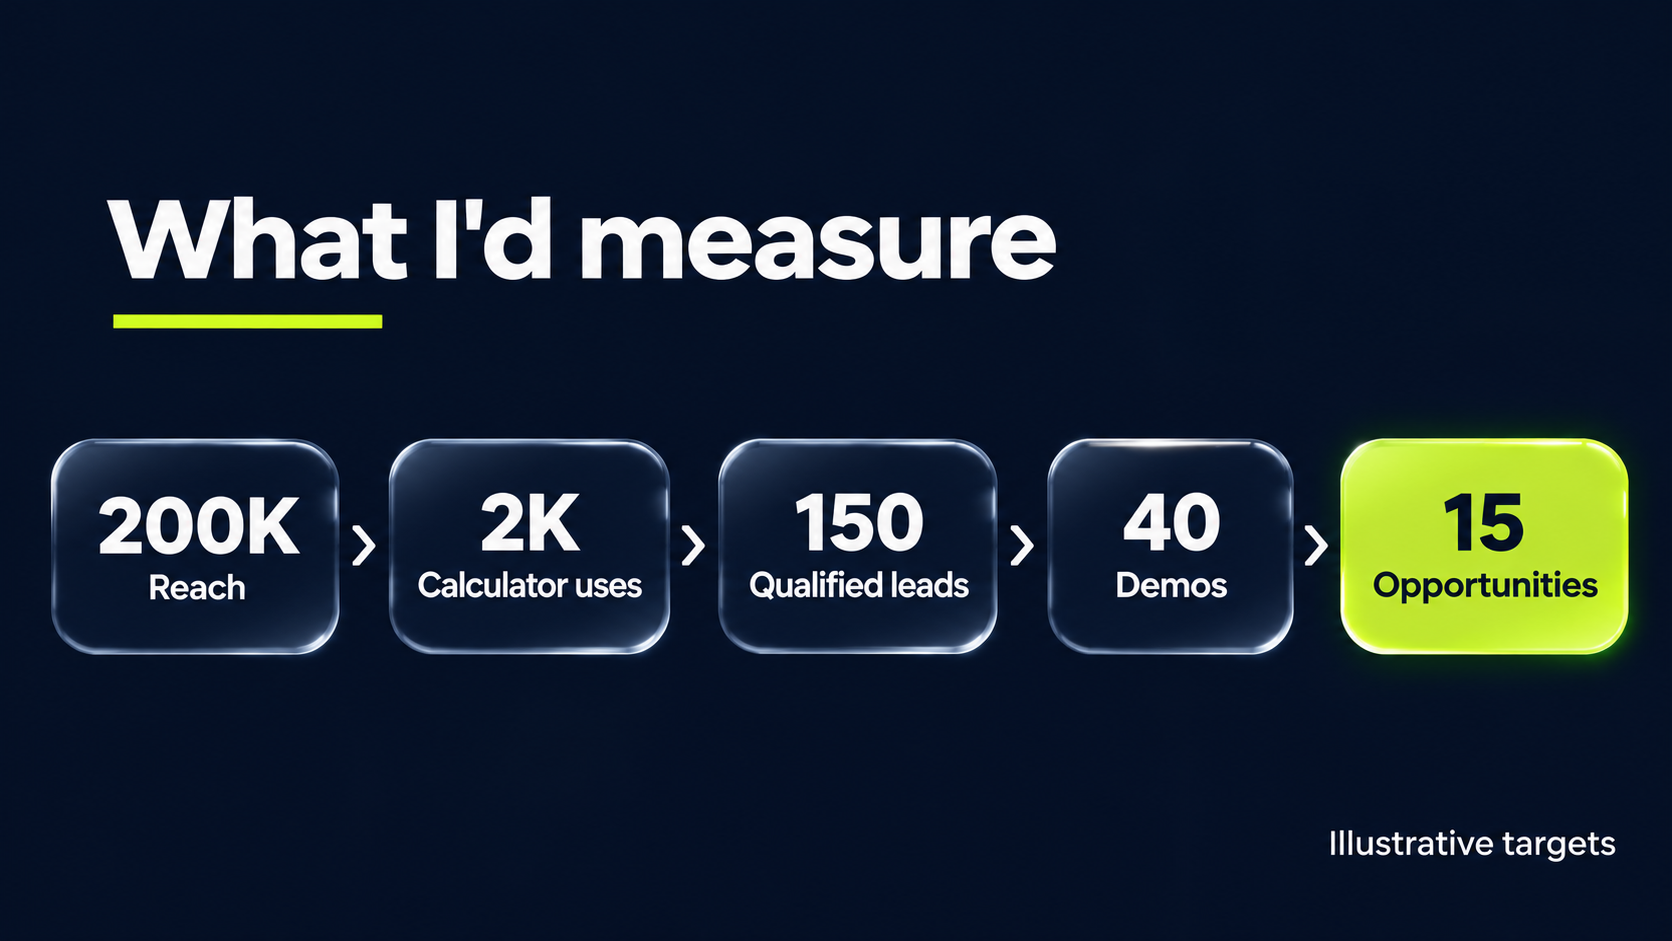 What I'd measure
200K
Reach
2K
Calculator uses
150
Qualified leads
40
Demos
15
Opportunities
Illustrative targets